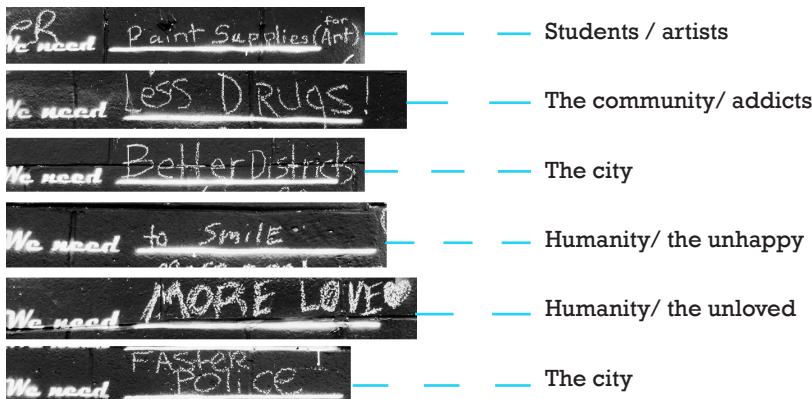 eR
We need Paint Supplies (for Art) Students / artists
We need Less DRugs! The community/ addicts
We need Better Districts The city
We need to SMiLE Humanity/ the unhappy
We need MORE LOVE Humanity/ the unloved
We need FASTER POLiCE The city